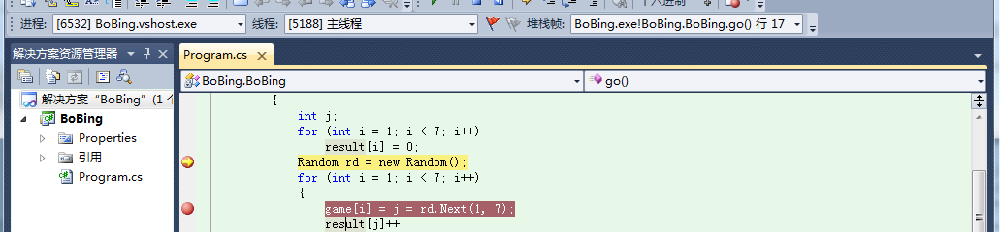 十六进制
进程: [6532] BoBing.vshost.exe 线程: [5188] 主线程 堆栈帧: BoBing.exe!BoBing.BoBing.go() 行 17
解决方案资源管理器
Program.cs
BoBing.BoBing
go()
解决方案“BoBing”(1 个
BoBing
Properties
引用
Program.cs
{
int j;
for (int i = 1; i < 7; i++)
result[i] = 0;
Random rd = new Random();
for (int i = 1; i < 7; i++)
{
game[i] = j = rd.Next(1, 7);
result[j]++;